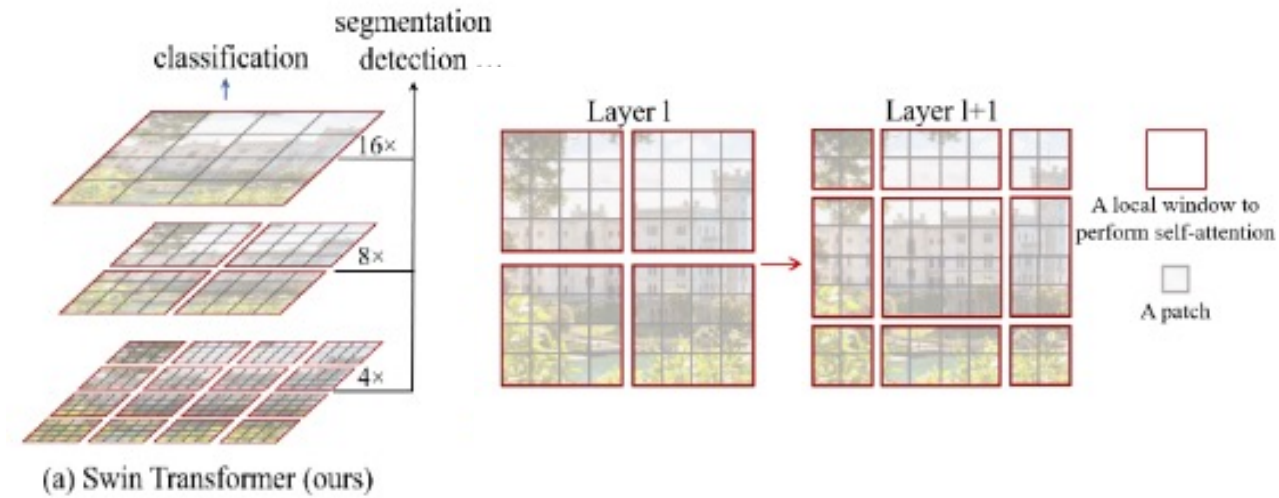 segmentation
classification
detection ...
16×
8×
4×
(a) Swin Transformer (ours)
Layer l
Layer l+1
A local window to
perform self-attention
A patch